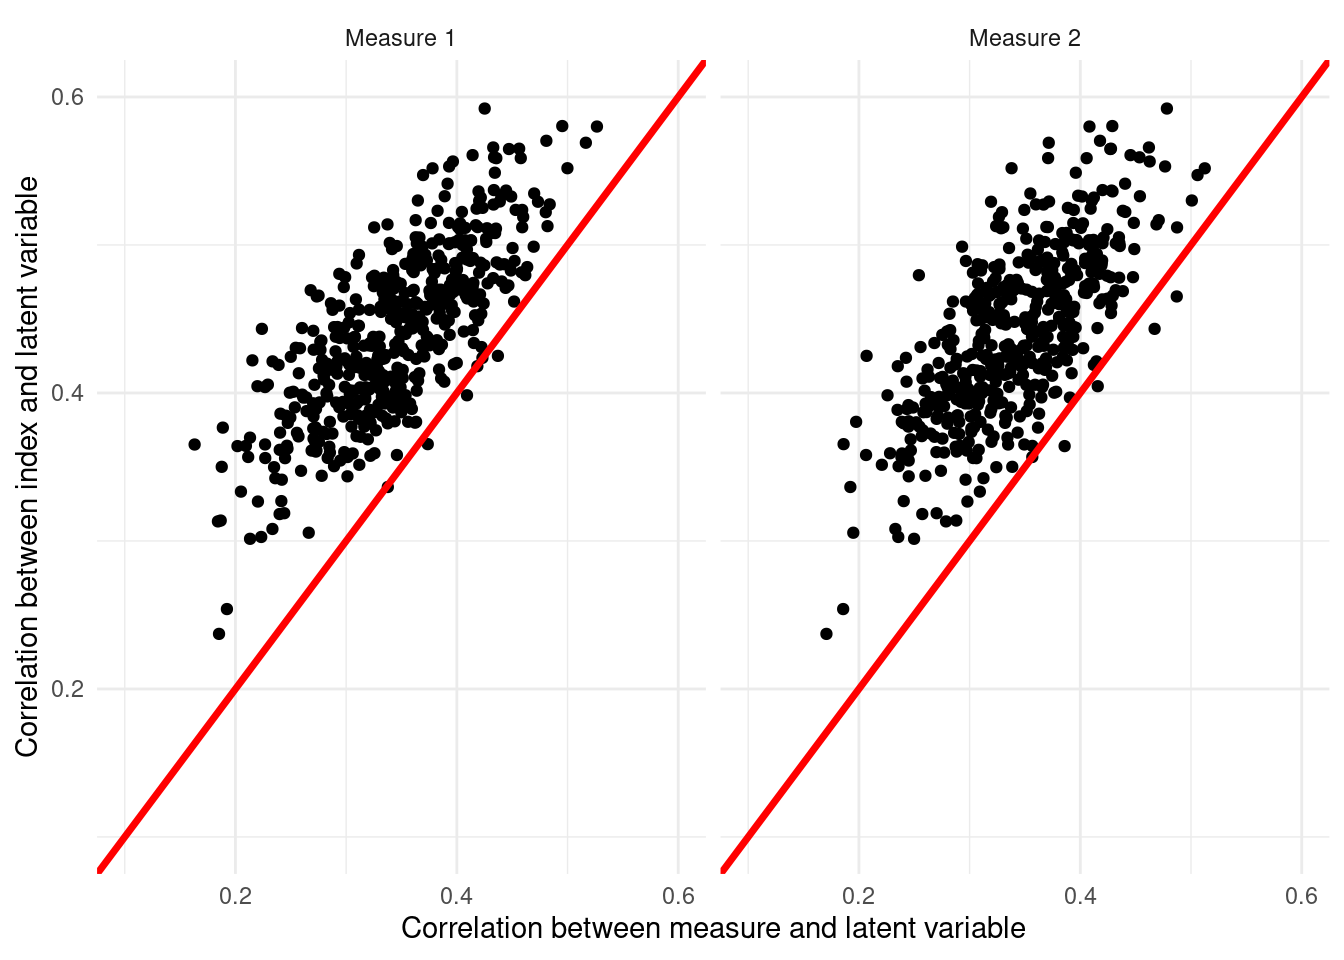 Measure 1
Measure 2
Correlation between index and latent variable
0.6
0.4
0.2
0.2
0.4
0.6
0.2
0.4
0.6
Correlation between measure and latent variable